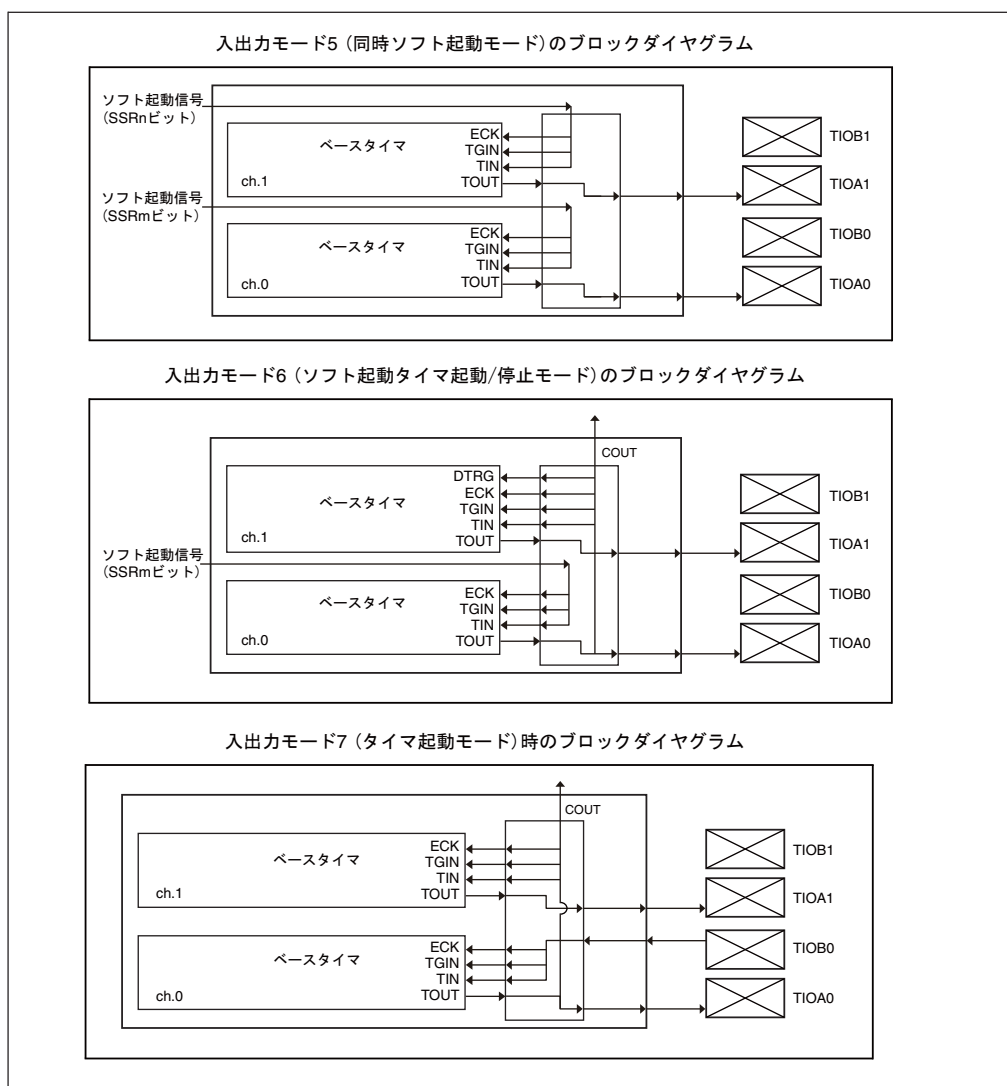 入出力モード5（同時ソフト起動モード）のブロックダイヤグラム
ソフト起動信号
(SSRnビット)
ベースタイマ
ch.1
ECK
TGIN
TIN
TOUT
ソフト起動信号
(SSRmビット)
ベースタイマ
ch.0
ECK
TGIN
TIN
TOUT
TIOB1
TIOA1
TIOB0
TIOA0
入出力モード6（ソフト起動タイマ起動/停止モード）のブロックダイヤグラム
COUT
ベースタイマ
ch.1
DTRG
ECK
TGIN
TIN
TOUT
ソフト起動信号
(SSRmビット)
ベースタイマ
ch.0
ECK
TGIN
TIN
TOUT
TIOB1
TIOA1
TIOB0
TIOA0
入出力モード7（タイマ起動モード）時のブロックダイヤグラム
COUT
ベースタイマ
ch.1
ECK
TGIN
TIN
TOUT
ベースタイマ
ch.0
ECK
TGIN
TIN
TOUT
TIOB1
TIOA1
TIOB0
TIOA0